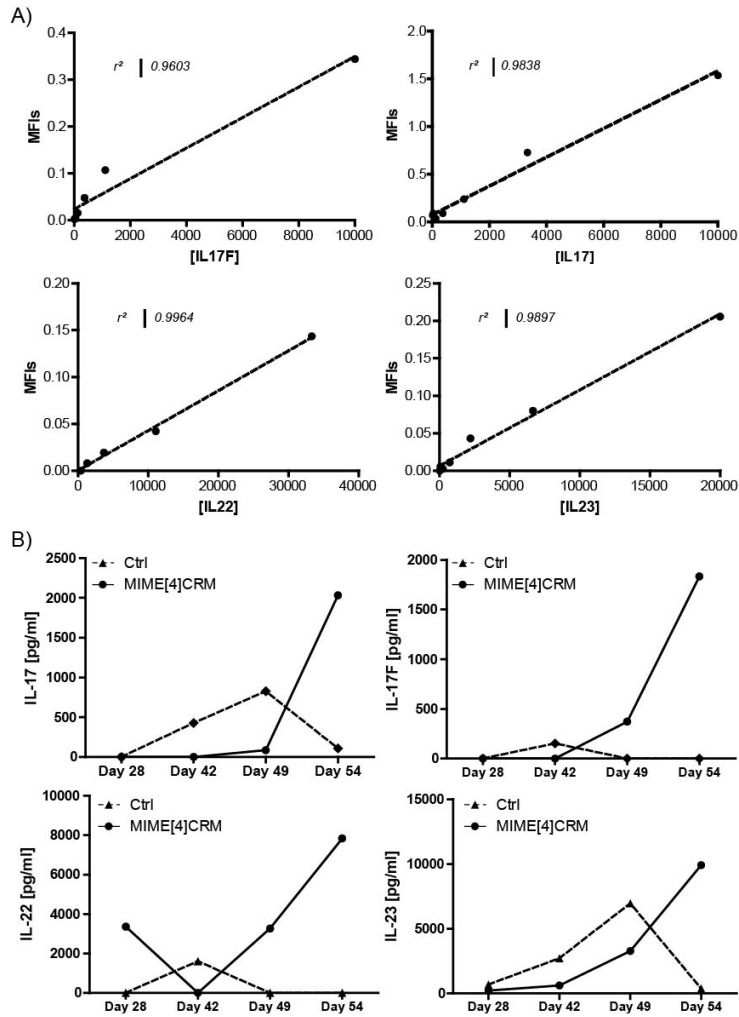 A)
0.4
0.3
0.2
0.1
0.0
MFIs
r² | 0.9603
0 2000 4000 6000 8000 10000
[IL17F]
2.0
1.5
1.0
0.5
0.0
MFIs
r² | 0.9838
0 2000 4000 6000 8000 10000
[IL17]
0.20
0.15
0.10
0.05
0.00
MFIs
r² | 0.9964
0 10000 20000 30000 40000
[IL22]
0.25
0.20
0.15
0.10
0.05
0.00
MFIs
r² | 0.9897
0 5000 10000 15000 20000
[IL23]
B)
Ctrl
MIME[4]CRM
2500
2000
1500
1000
500
0
IL-17 [pg/ml]
Day 28 Day 42 Day 49 Day 54
Ctrl
MIME[4]CRM
2000
1500
1000
500
0
IL-17F [pg/ml]
Day 28 Day 42 Day 49 Day 54
Ctrl
MIME[4]CRM
10000
8000
6000
4000
2000
0
IL-22 [pg/ml]
Day 28 Day 42 Day 49 Day 54
Ctrl
MIME[4]CRM
15000
10000
5000
0
IL-23 [pg/ml]
Day 28 Day 42 Day 49 Day 54